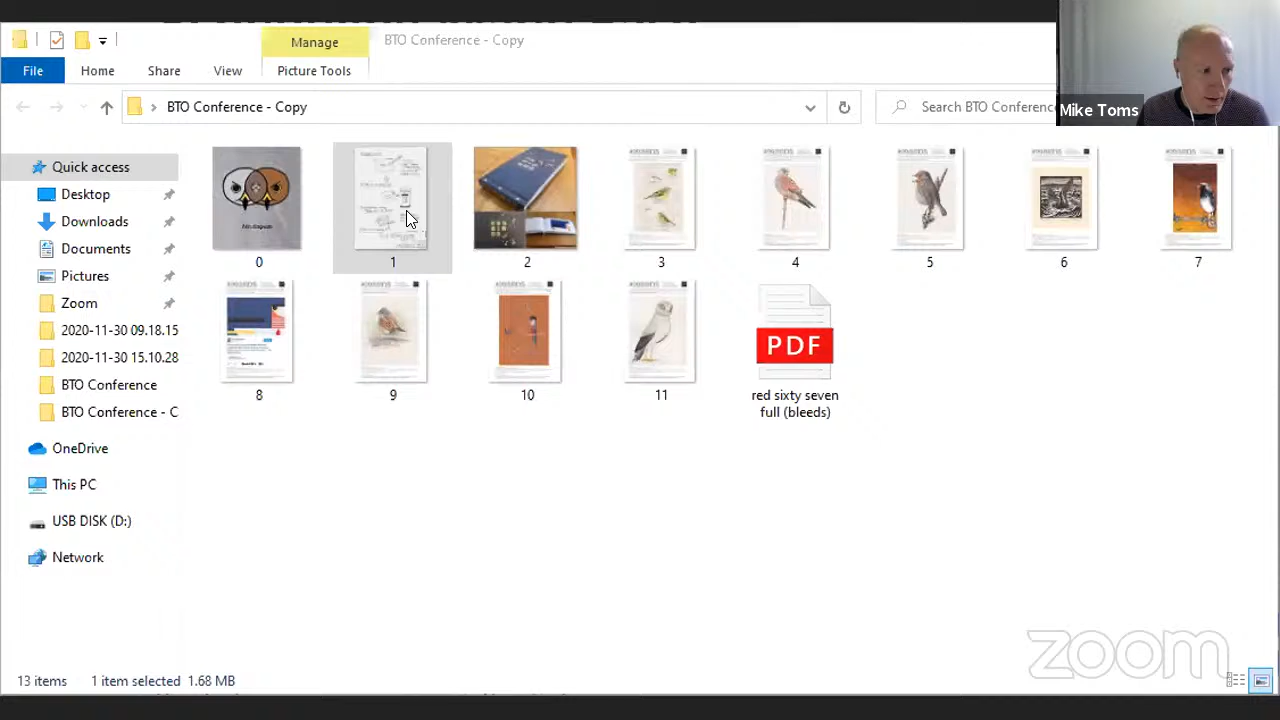 Manage
BTO Conference - Copy
File
Home
Share
View
Picture Tools
BTO Conference - Copy
Search BTO Conferenc
Mike Toms
Quick access
Desktop
Downloads
Documents
Pictures
Zoom
2020-11-30 09.18.15
2020-11-30 15.10.28
BTO Conference
BTO Conference - C
OneDrive
This PC
USB DISK (D:)
Network
0
1
2
3
4
5
6
7
8
9
10
11
PDF
red sixty seven
full (bleeds)
13 items
1 item selected 1.68 MB
zoom